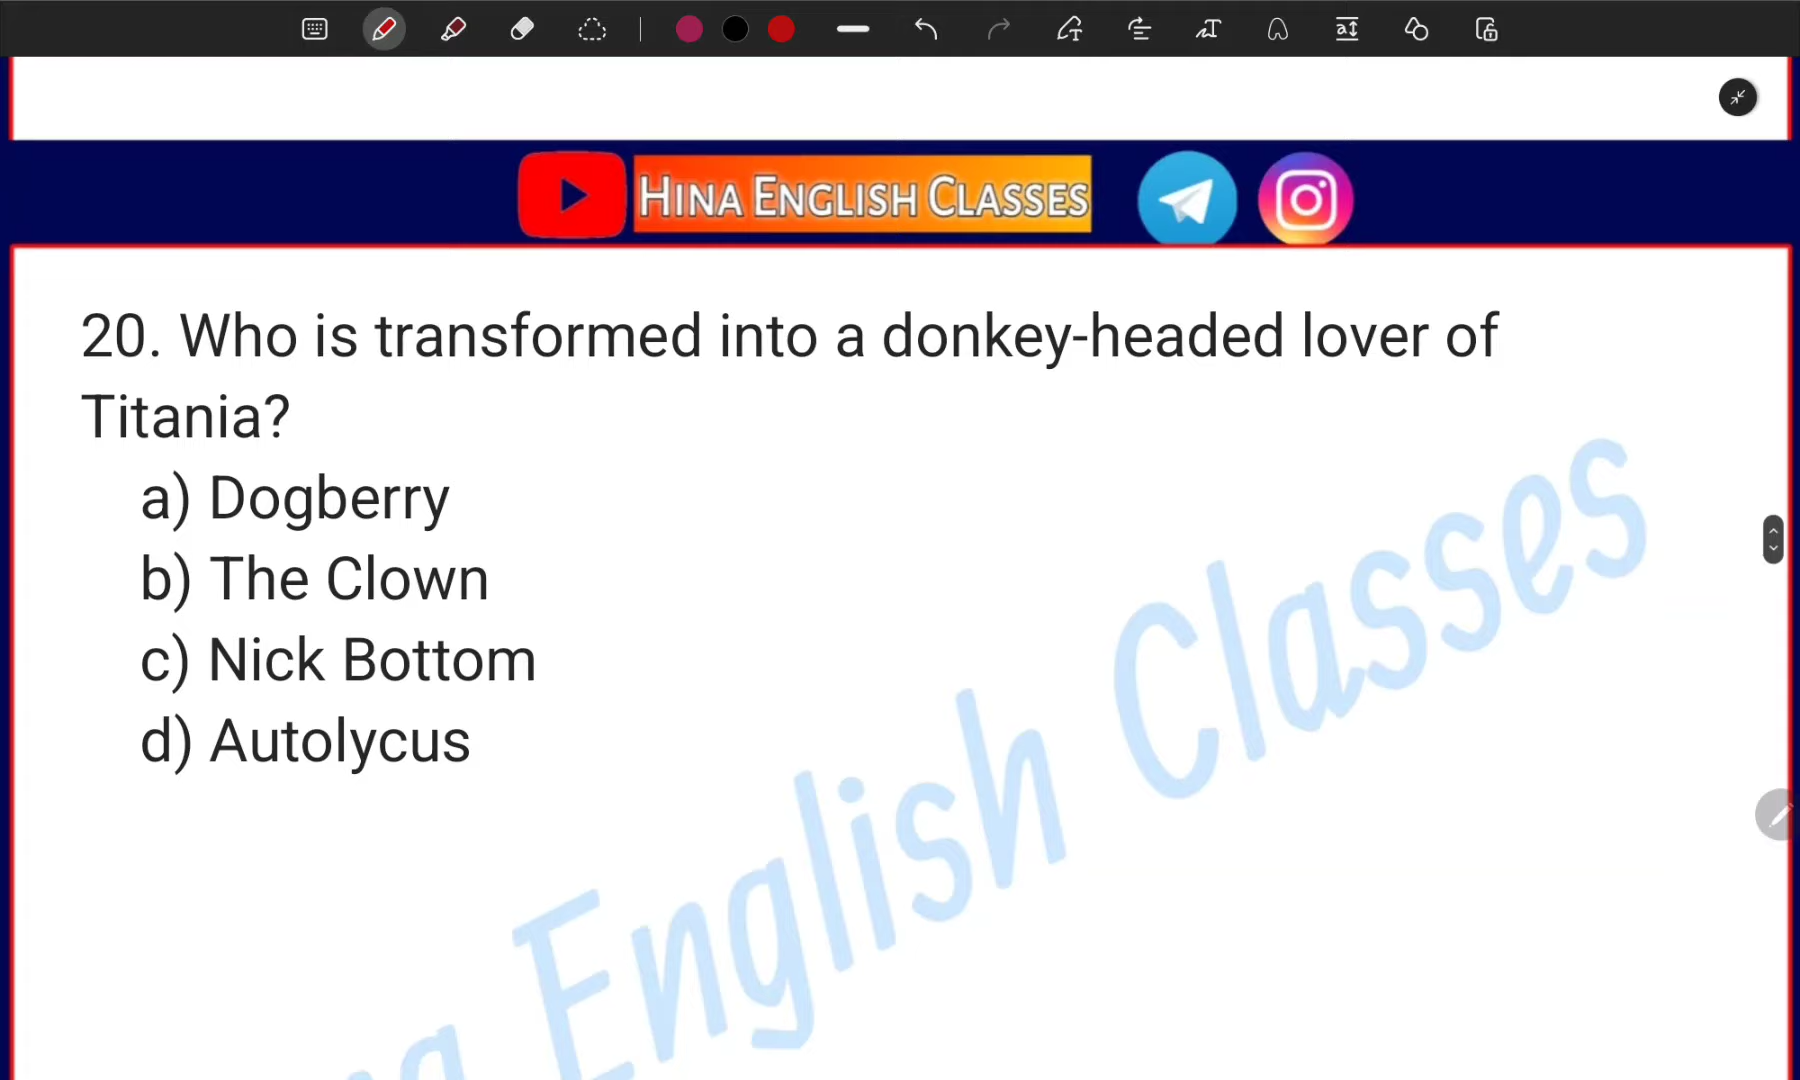 HINA ENGLISH CLASSES
20. Who is transformed into a donkey-headed lover of
Titania?
a) Dogberry
b) The Clown
c) Nick Bottom
d) Autolycus
English Classes